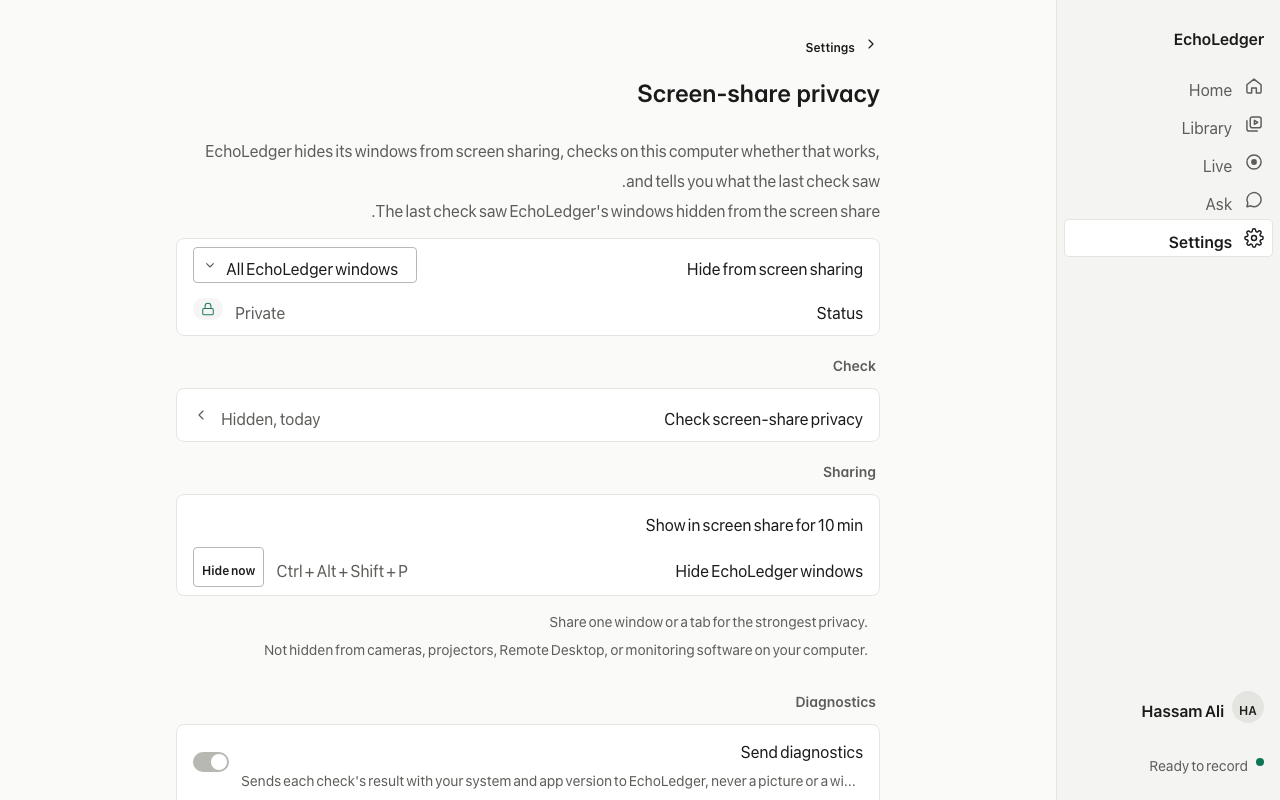 EchoLedger
Home
Library
Live
Ask
Settings
Settings
Screen-share privacy
EchoLedger hides its windows from screen sharing, checks on this computer whether that works,
.and tells you what the last check saw
.The last check saw EchoLedger's windows hidden from the screen share
Hide from screen sharing
All EchoLedger windows
Status
Private
Check
Check screen-share privacy
Hidden, today
Sharing
Show in screen share for 10 min
Hide EchoLedger windows
Ctrl+Alt+Shift+P
Hide now
Share one window or a tab for the strongest privacy.
Not hidden from cameras, projectors, Remote Desktop, or monitoring software on your computer.
Diagnostics
Send diagnostics
Sends each check's result with your system and app version to EchoLedger, never a picture or a wi...
HA
Hassam Ali
Ready to record